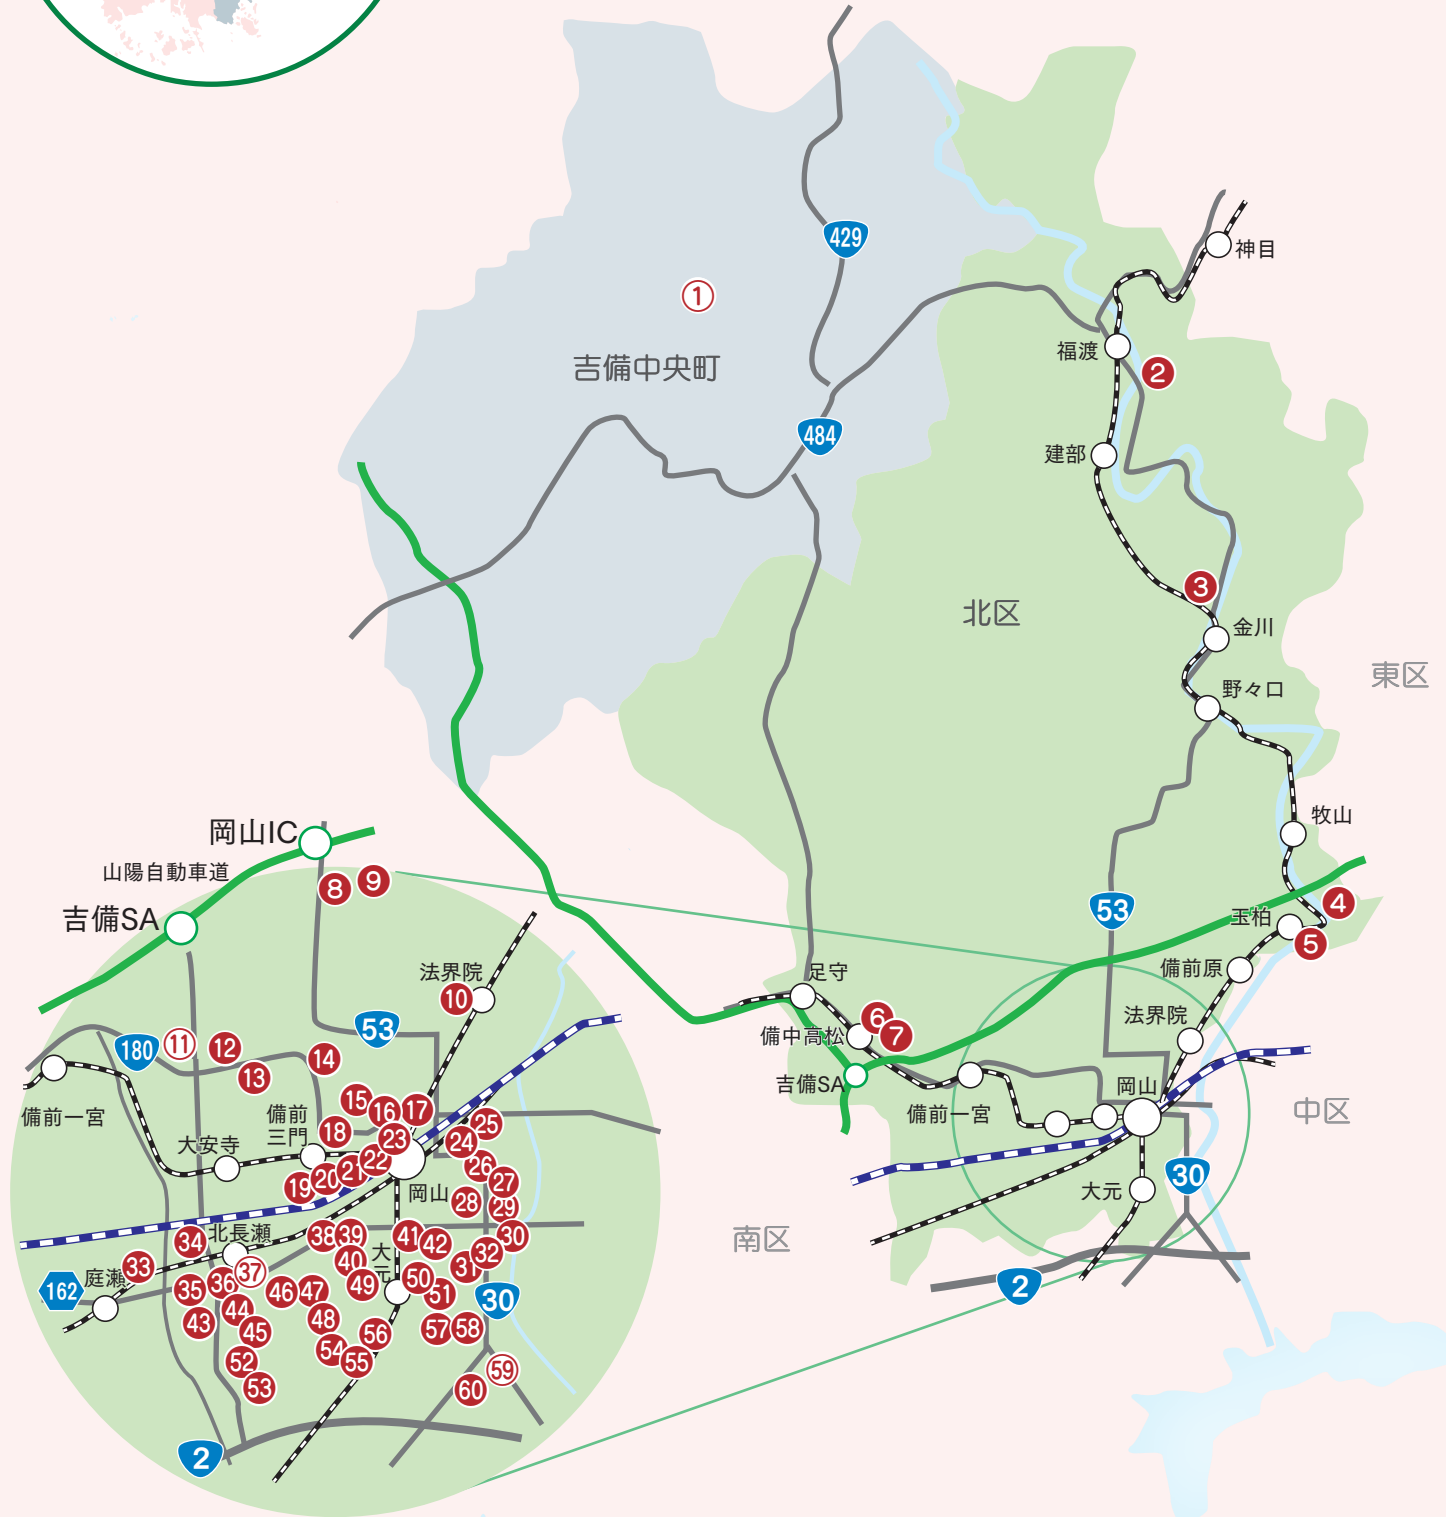 429
神目
①
福渡
吉備中央町
❷
484
建部
❸
北区
金川
東区
野々口
牧山
岡山IC
山陽自動車道
⑧
⑨
❹
53
玉柏
❺
吉備SA
法界院
⑩
足守
備前原
❻
❼
備中高松
法界院
53
180
⑪
⑫
⑬
⑭
吉備SA
岡山
備前一宮
備前一宮
中区
備前
三門
⑮
⑯
⑰
⑱
大安寺
㉓
㉔
㉕
㉒
㉑
⑳
⑲
㉖
㉗
岡山
㉘
㉙
30
大元
南区
㉞
北長瀬
㊳
㊴
㊶
㊷
㉚
㉝
庭瀬
㊲
㊵
大
元
㉛
㉜
162
㉟
㊱
㊻
㊼
㊾
㊿
51
30
2
㊸
㊹
㊺
㊽
56
57
58
52
54
55
53
60
59
2